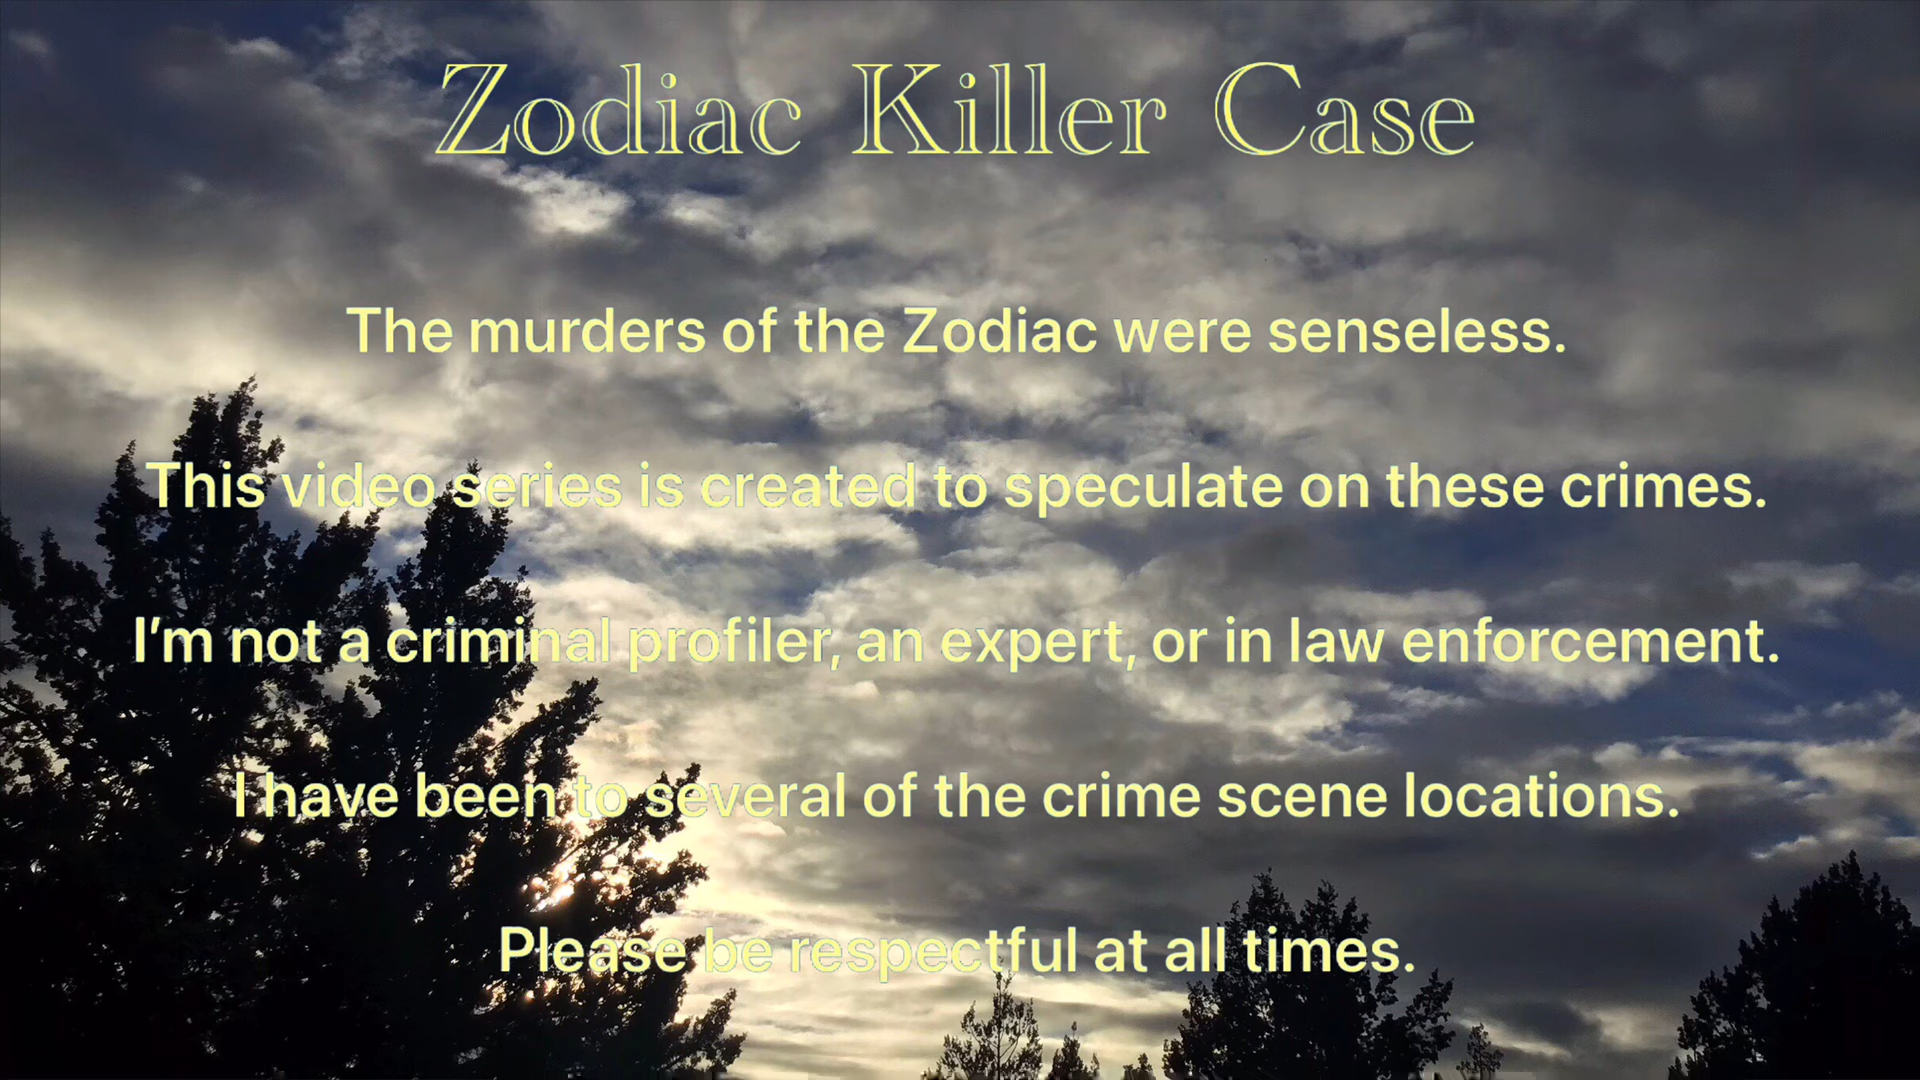 Zodiac Killer Case
The murders of the Zodiac were senseless.
This video series is created to speculate on these crimes.
I’m not a criminal profiler, an expert, or in law enforcement.
I have been to several of the crime scene locations.
Please be respectful at all times.